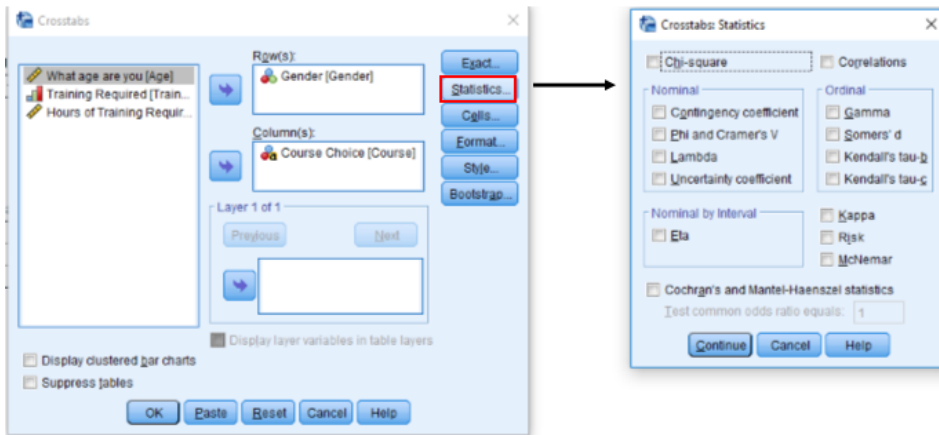 Crosstabs
What age are you [Age]
Training Required [Train...
Hours of Training Requir...
Row(s):
Gender [Gender]
Column(s):
Course Choice [Course]
Layer 1 of 1
Previous
Next
Display layer variables in table layers
Exact...
Statistics...
Cells...
Format...
Style...
Bootstrap...
Display clustered bar charts
Suppress tables
OK
Paste
Reset
Cancel
Help
Crosstabs: Statistics
Chi-square
Correlations
Nominal
Contingency coefficient
Phi and Cramer's V
Lambda
Uncertainty coefficient
Ordinal
Gamma
Somers' d
Kendall's tau-b
Kendall's tau-c
Nominal by Interval
Eta
Kappa
Risk
McNemar
Cochran's and Mantel-Haenszel statistics
Test common odds ratio equals: 1
Continue
Cancel
Help